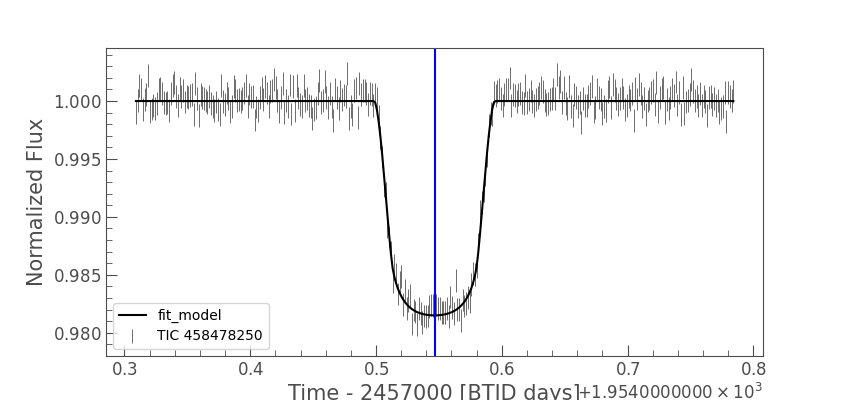 Normalized Flux
1.000
0.995
0.990
0.985
0.980
fit_model
TIC 458478250
0.3 0.4 0.5 0.6 0.7 0.8
Time - 2457000 [BTJD days]
+1.9540000000 × 10³